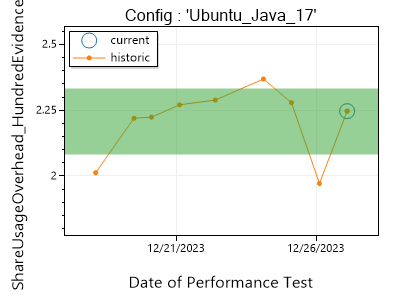 Config : 'Ubuntu_Java_17'
ShareUsageOverhead_HundredEvidence
2.5
2.25
2
current
historic
12/21/2023
12/26/2023
Date of Performance Test